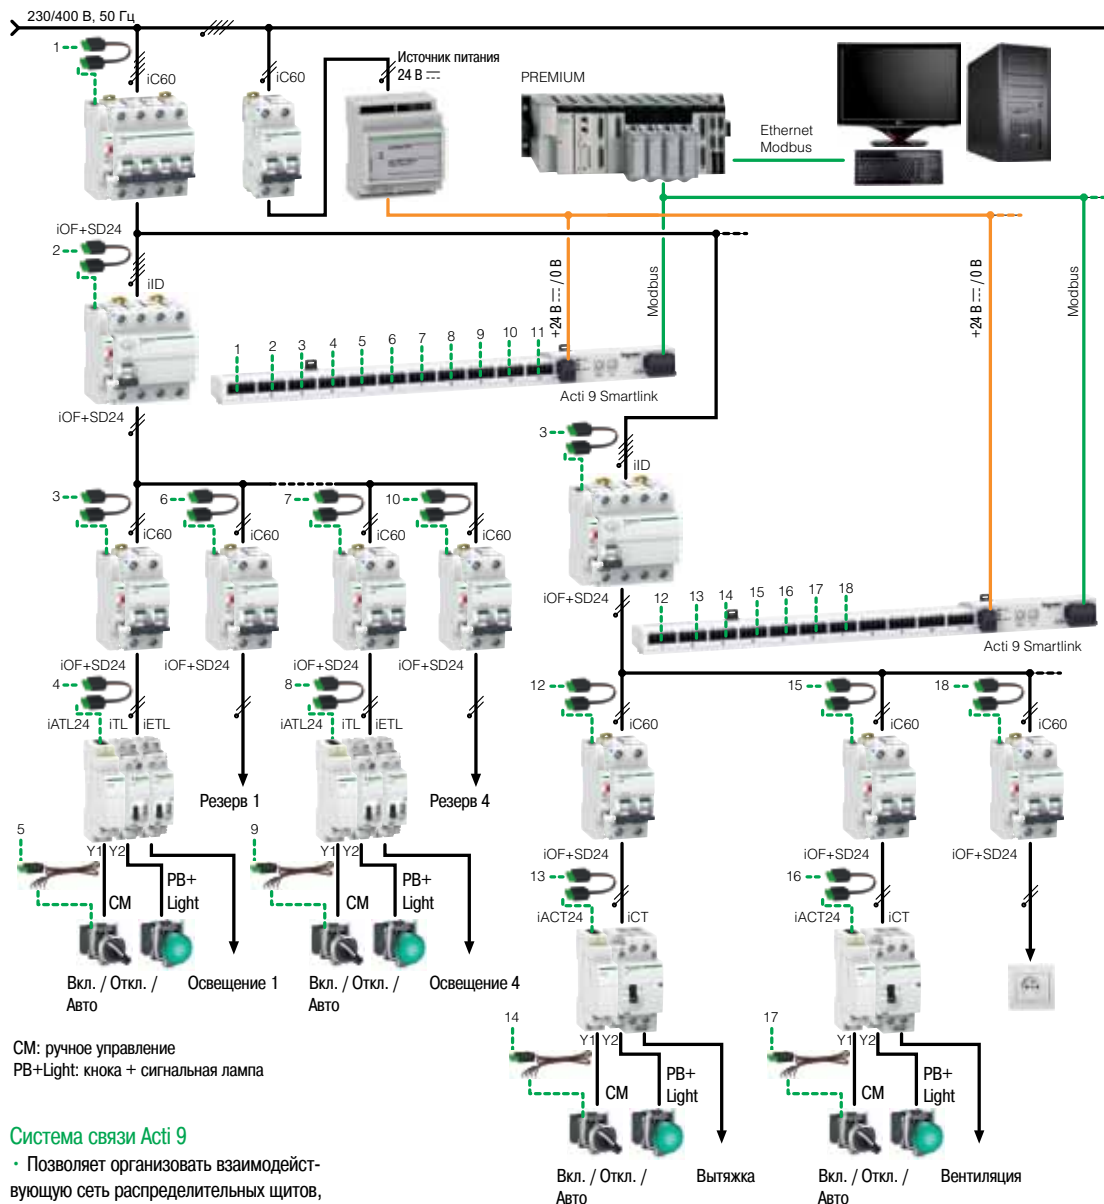 230/400 В, 50 Гц
1
iC60
iC60
Источник питания
24 В
PREMIUM
Ethernet
Modbus
iOF+SD24
2
iID
+24 В / 0 В
Modbus
+24 В / 0 В
Modbus
1 2 3 4 5 6 7 8 9 10 11
Acti 9 Smartlink
iOF+SD24
3
iID
3 6 7 10
iC60 iC60 iC60 iC60
iOF+SD24
12 13 14 15 16 17 18
Acti 9 Smartlink
iOF+SD24 iOF+SD24 iOF+SD24 iOF+SD24
4 8
12 15 18
iATL24 iTL iETL iATL24 iTL iETL
iC60 iC60 iC60
Резерв 1
Резерв 4
5 9
Y1 Y2 Y1 Y2
iOF+SD24 iOF+SD24 iOF+SD24
CM
PB+
Light
CM
PB+
Light
13 16
iACT24 iCT iACT24 iCT
Вкл. / Откл. /
Авто
Освещение 1
Вкл. / Откл. /
Авто
Освещение 4
14 17
Y1 Y2 Y1 Y2
CM: ручное управление
PB+Light: кнока + сигнальная лампа
CM
PB+
Light
CM
PB+
Light
Вкл. / Откл. /
Авто
Вытяжка
Вкл. / Откл. /
Авто
Вентиляция
Система связи Acti 9
· Позволяет организовать взаимодейст-
вующую сеть распределительных щитов,